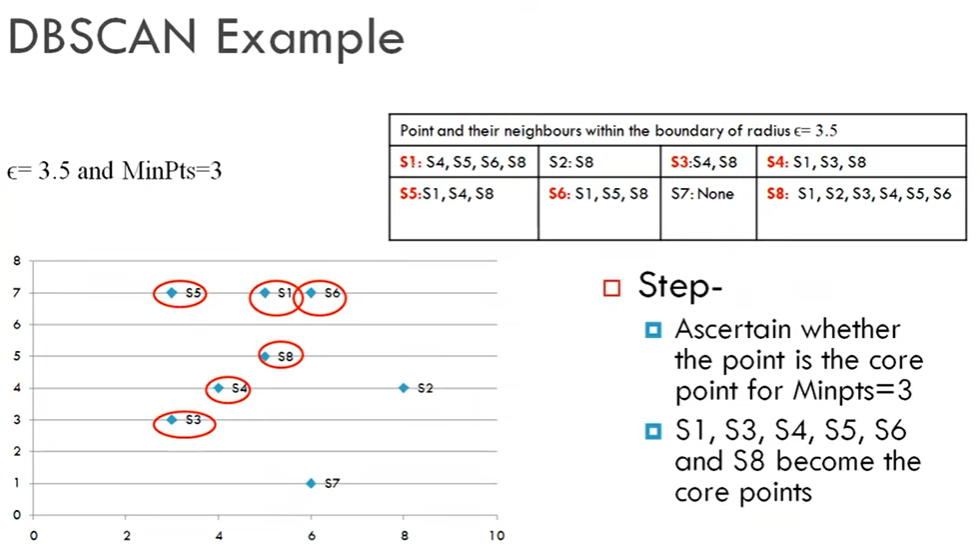 DBSCAN Example
ϵ= 3.5 and MinPts=3
Point and their neighbours within the boundary of radius ϵ= 3.5
S1: S4, S5, S6, S8
S2: S8
S3:S4, S8
S4: S1, S3, S8
S5:S1, S4, S8
S6: S1, S5, S8
S7: None
S8: S1, S2, S3, S4, S5, S6
8
7
6
5
4
3
2
1
0
0 2 4 6 8 10
S5 S1 S6
S8
S4 S2
S3
S7
Step-
Ascertain whether
the point is the core
point for Minpts=3
S1, S3, S4, S5, S6
and S8 become the
core points